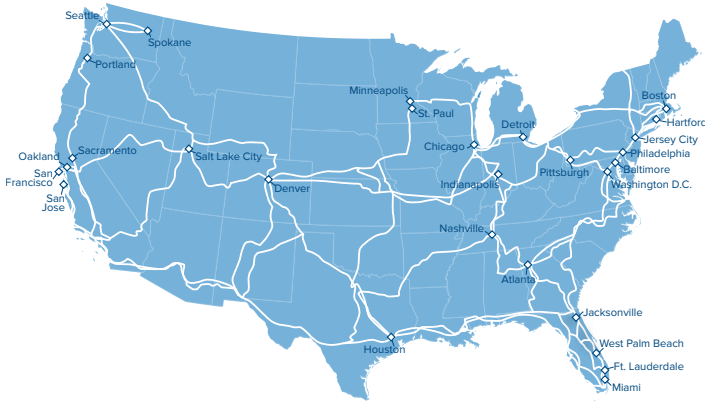 Seattle
Spokane
Portland
Minneapolis
St. Paul
Boston
Hartford
Detroit
Jersey City
Chicago
Philadelphia
Oakland
Sacramento
Salt Lake City
Baltimore
Pittsburgh
San
Francisco
Indianapolis
Washington D.C.
Denver
San
Jose
Nashville
Atlanta
Jacksonville
Houston
West Palm Beach
Ft. Lauderdale
Miami